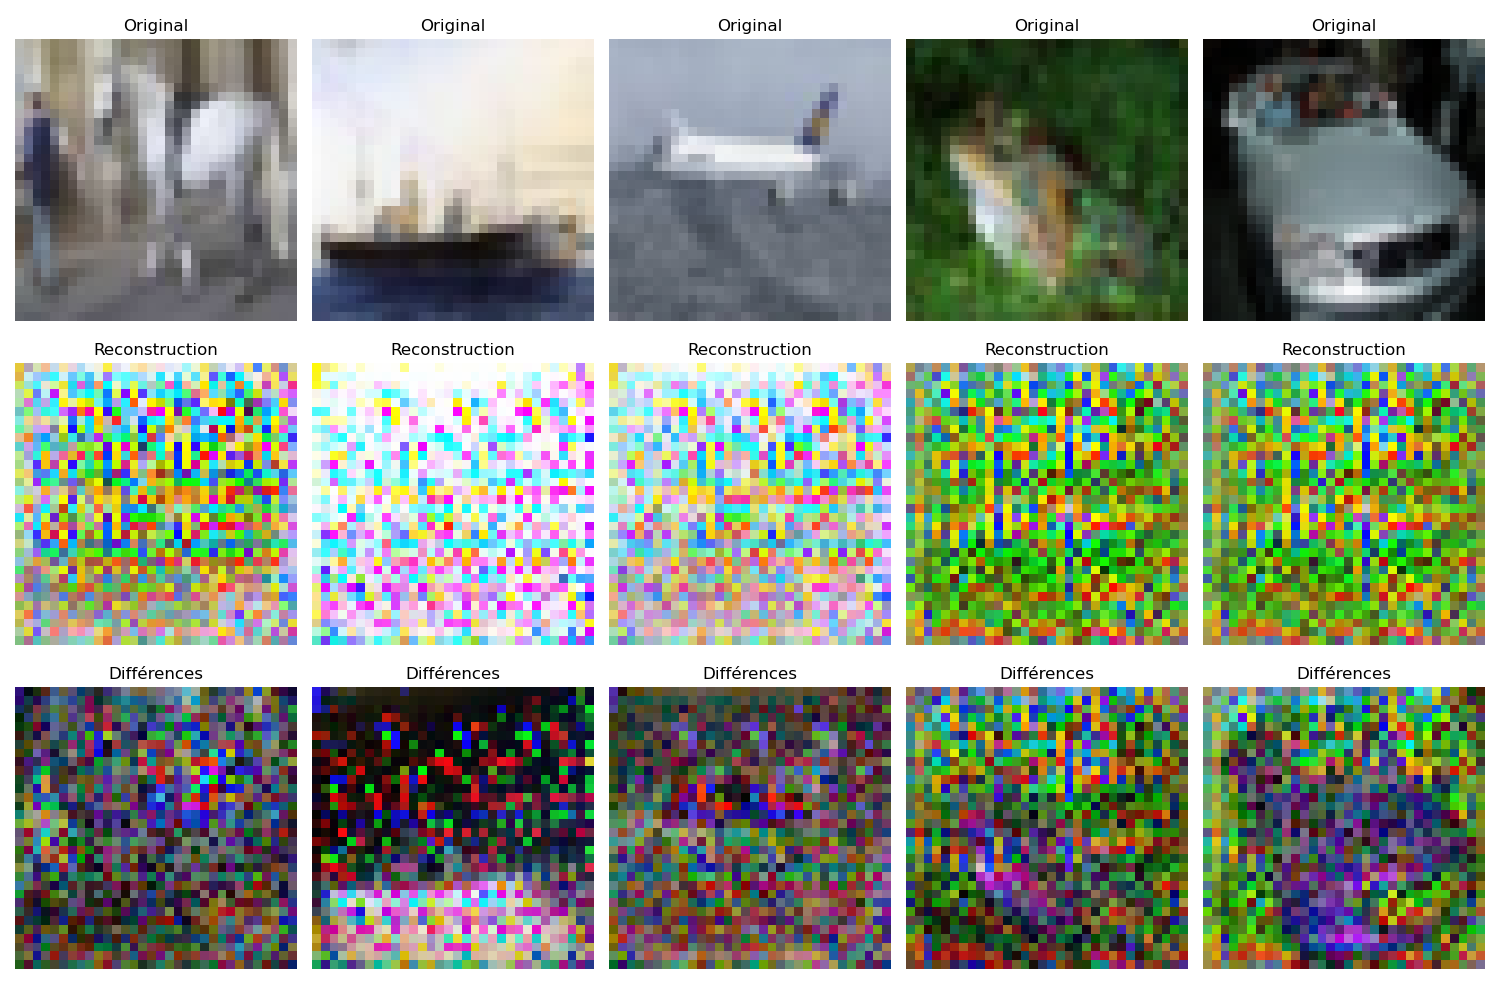 Original Original Original Original Original
Reconstruction Reconstruction Reconstruction Reconstruction Reconstruction
Différences Différences Différences Différences Différences